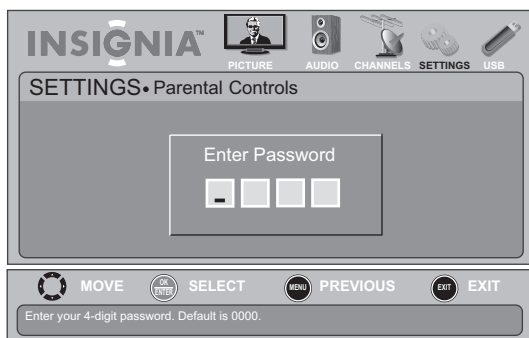 INSIGNIA™
PICTURE AUDIO CHANNELS SETTINGS USB
SETTINGS• Parental Controls
Enter Password
-
MOVE OK ENTER SELECT MENU PREVIOUS EXIT EXIT
Enter your 4-digit password. Default is 0000.